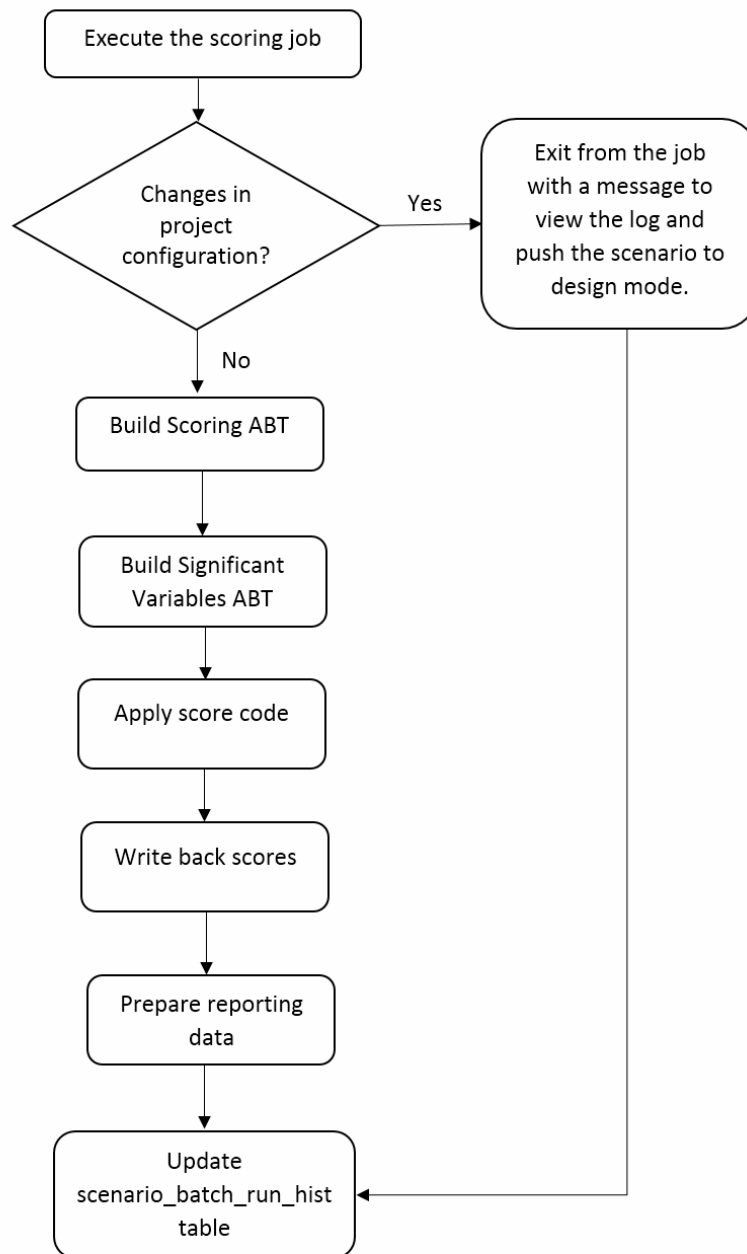 Execute the scoring job
Changes in
project
configuration?
Yes
Exit from the job
with a message to
view the log and
push the scenario to
design mode.
No
Build Scoring ABT
Build Significant
Variables ABT
Apply score code
Write back scores
Prepare reporting
data
Update
scenario_batch_run_hist
table